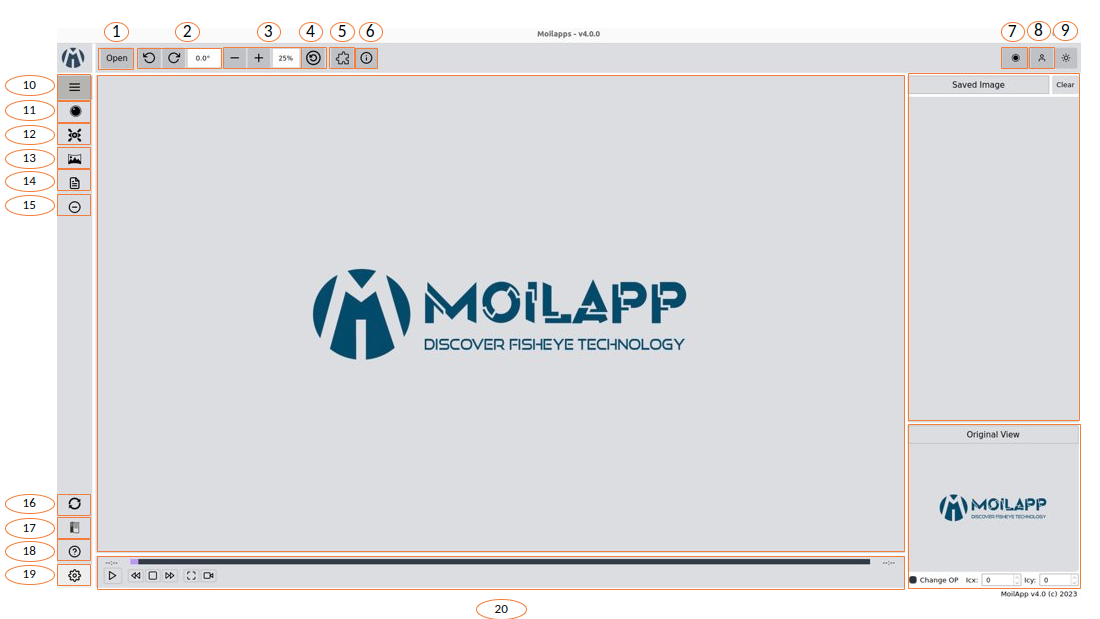 1 2 3 4 5 6 7 8 9
Moilapps - v4.0.0
Open 0.0° 25%
10
11
12
13
14
15
16
17
18
19
20
MOILAPP
DISCOVER FISHEYE TECHNOLOGY
--:-- --:--
Saved Image Clear
Original View
MOILAPP
DISCOVER FISHEYE TECHNOLOGY
Change OP Icx: 0 Icy: 0
MoilApp v4.0 (c) 2023